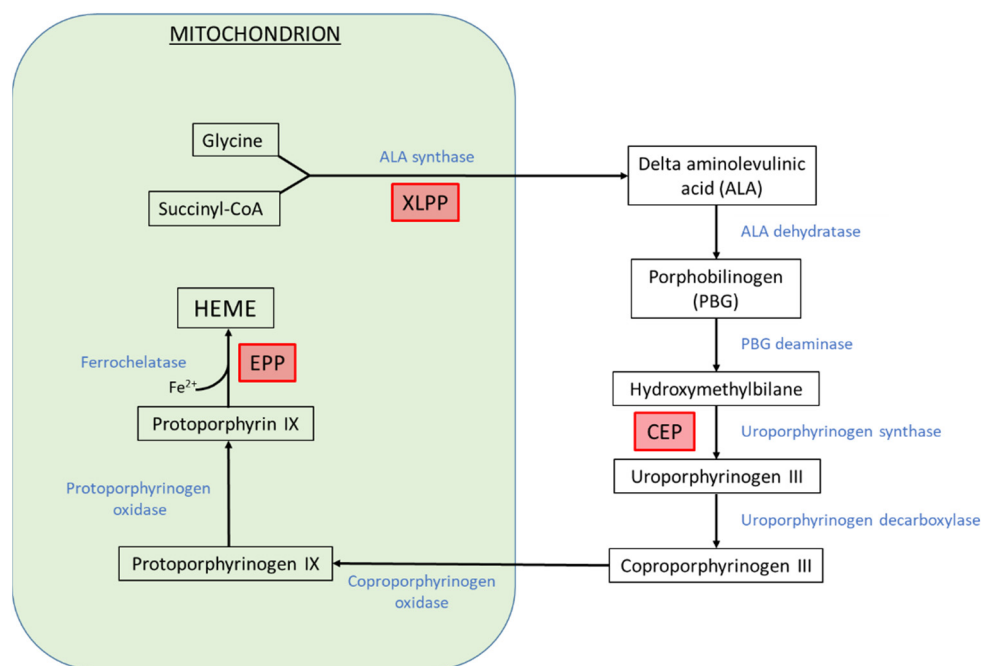 MITOCHONDRION
Glycine
Succinyl-CoA
ALA synthase
XLPP
Delta aminolevulinic
acid (ALA)
ALA dehydratase
Porphobilinogen
(PBG)
PBG deaminase
Hydroxymethylbilane
CEP
Uroporphyrinogen synthase
Uroporphyrinogen III
Uroporphyrinogen decarboxylase
Coproporphyrinogen III
Coproporphyrinogen
oxidase
Protoporphyrinogen IX
Protoporphyrinogen
oxidase
Protoporphyrin IX
Fe²⁺
Ferrochelatase
EPP
HEME